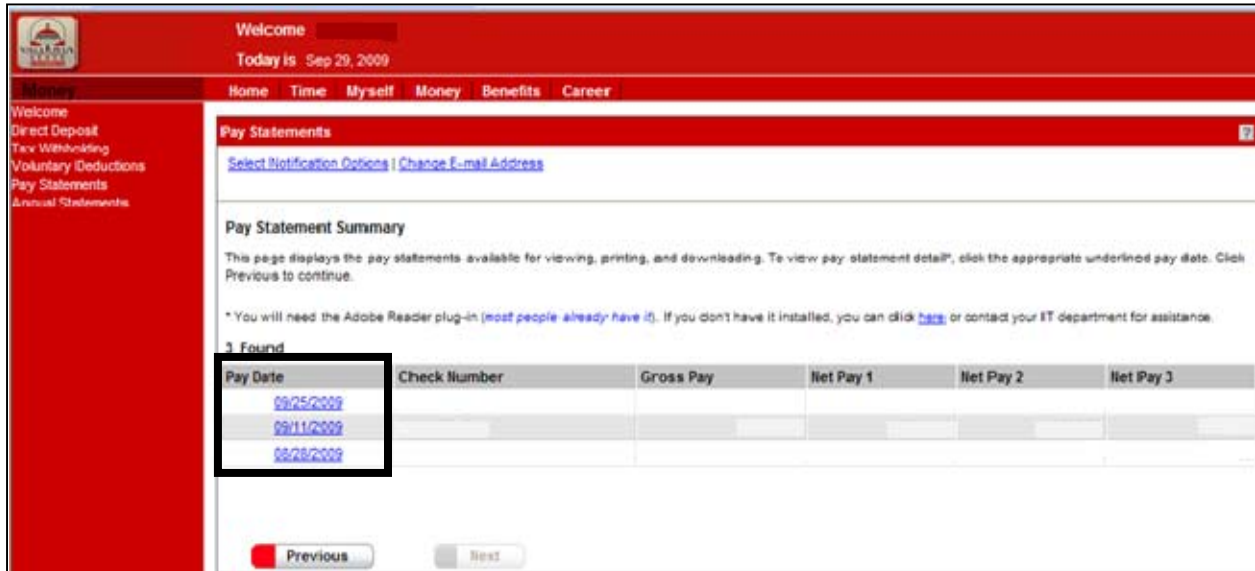 Welcome
Today is Sep 29, 2009
Money
Home Time Myself Money Benefits Career
Welcome
Direct Deposit
Tax Withholding
Voluntary Deductions
Pay Statements
Annual Statements
Pay Statements ?
Select Notification Options | Change E-mail Address
Pay Statement Summary
This page displays the pay statements available for viewing, printing, and downloading. To view pay statement detail*, click the appropriate underlined pay date. Click
Previous to continue.
* You will need the Adobe Reader plug-in (most people already have it). If you don't have it installed, you can click here or contact your IT department for assistance.
3 Found
Pay Date Check Number Gross Pay Net Pay 1 Net Pay 2 Net Pay 3
09/25/2009
09/11/2009
08/28/2009
Previous Next